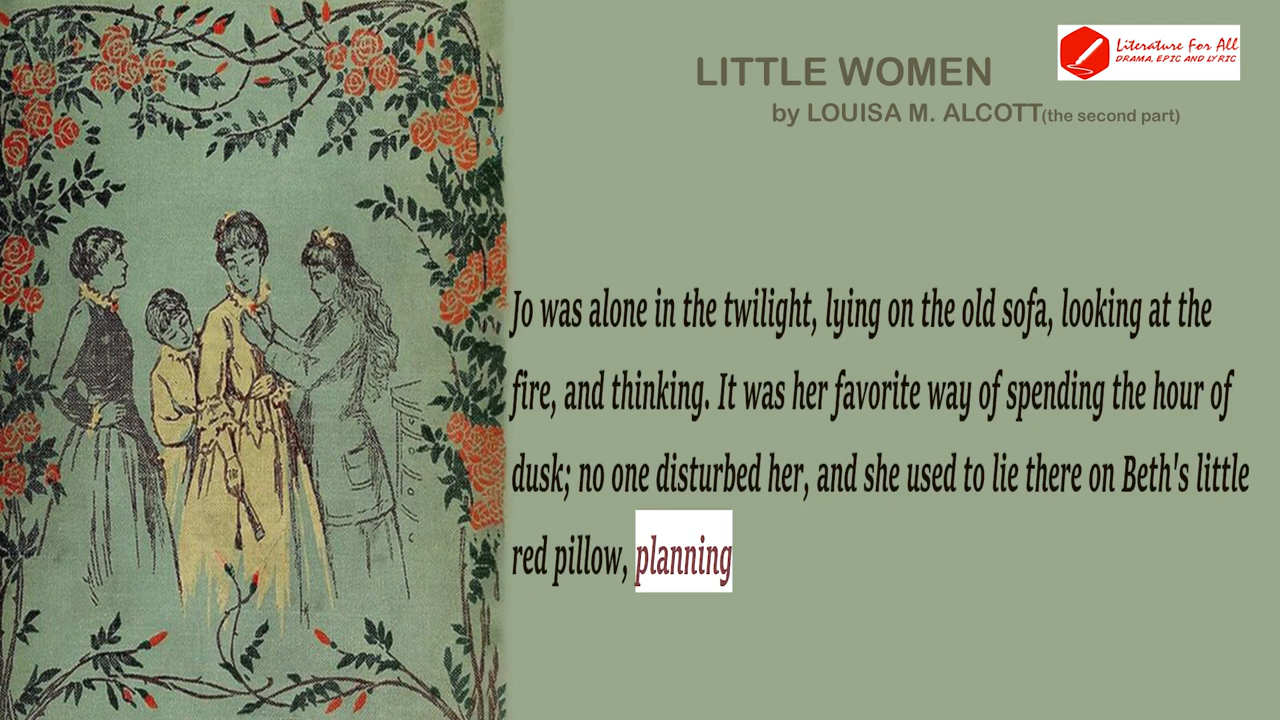 LITTLE WOMEN
by LOUISA M. ALCOTT(the second part)
Literature For All
DRAMA, EPIC AND LYRIC
Jo was alone in the twilight, lying on the old sofa, looking at the
fire, and thinking. It was her favorite way of spending the hour of
dusk; no one disturbed her, and she used to lie there on Beth's little
red pillow, planning